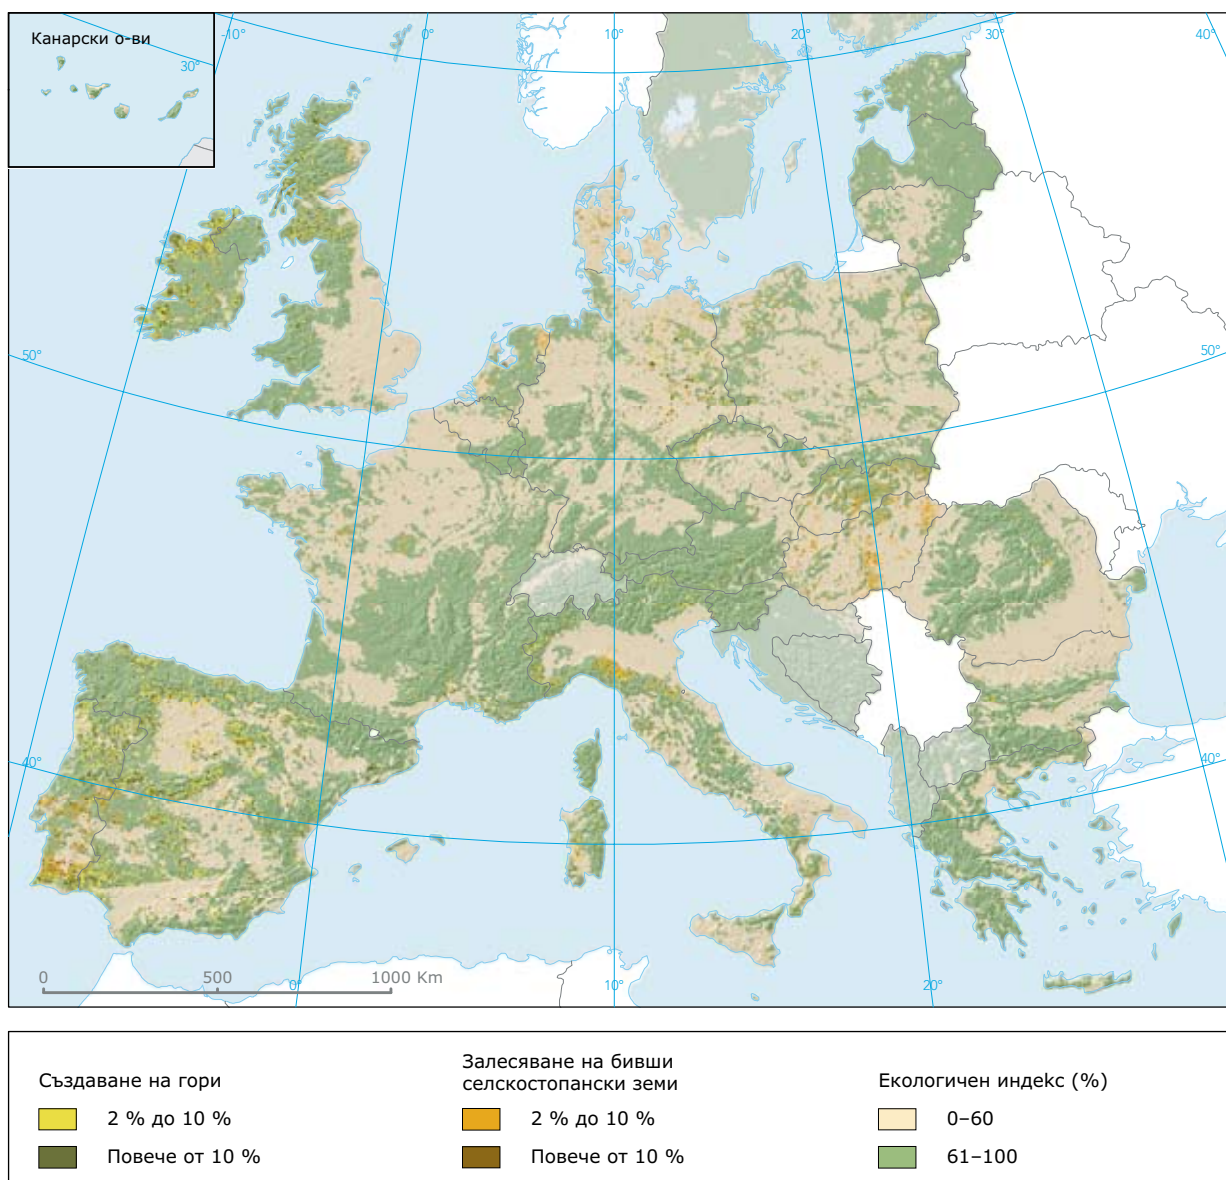 Канарски о-ви
30°
-10°
0°
10°
20°
30°
40°
50°
50°
40°
40°
0
500
1000 Km
0°
10°
20°
Създаване на гори
2 % до 10 %
Повече от 10 %
Залесяване на бивши
селскостопански земи
2 % до 10 %
Повече от 10 %
Екологичен индекс (%)
0–60
61–100